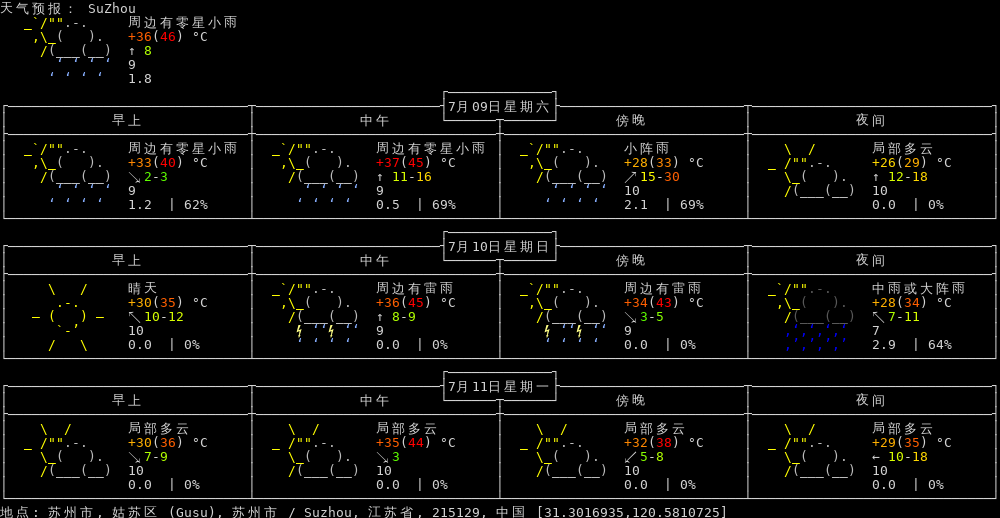 天气预报： SuZhou
周边有零星小雨
+36(46) °C
↑ 8
9
1.8
7月09日星期六
早上 中午 傍晚 夜间
周边有零星小雨 周边有零星小雨 小阵雨 局部多云
+33(40) °C +37(45) °C +28(33) °C +26(29) °C
↘ 2-3 ↑ 11-16 ↗ 15-30 ↑ 12-18
9 9 10 10
1.2 | 62% 0.5 | 69% 2.1 | 69% 0.0 | 0%
7月10日星期日
早上 中午 傍晚 夜间
晴天 周边有雷雨 周边有雷雨 中雨或大阵雨
+30(35) °C +36(45) °C +34(43) °C +28(34) °C
↖ 10-12 ↑ 8-9 ↘ 3-5 ↖ 7-11
10 9 9 7
0.0 | 0% 0.0 | 0% 0.0 | 0% 2.9 | 64%
7月11日星期一
早上 中午 傍晚 夜间
局部多云 局部多云 局部多云 局部多云
+30(36) °C +35(44) °C +32(38) °C +29(35) °C
↘ 7-9 ↘ 3 ↙ 5-8 ← 10-18
10 10 10 10
0.0 | 0% 0.0 | 0% 0.0 | 0% 0.0 | 0%
地点: 苏州市, 姑苏区 (Gusu), 苏州市 / Suzhou, 江苏省, 215129, 中国 [31.3016935,120.5810725]